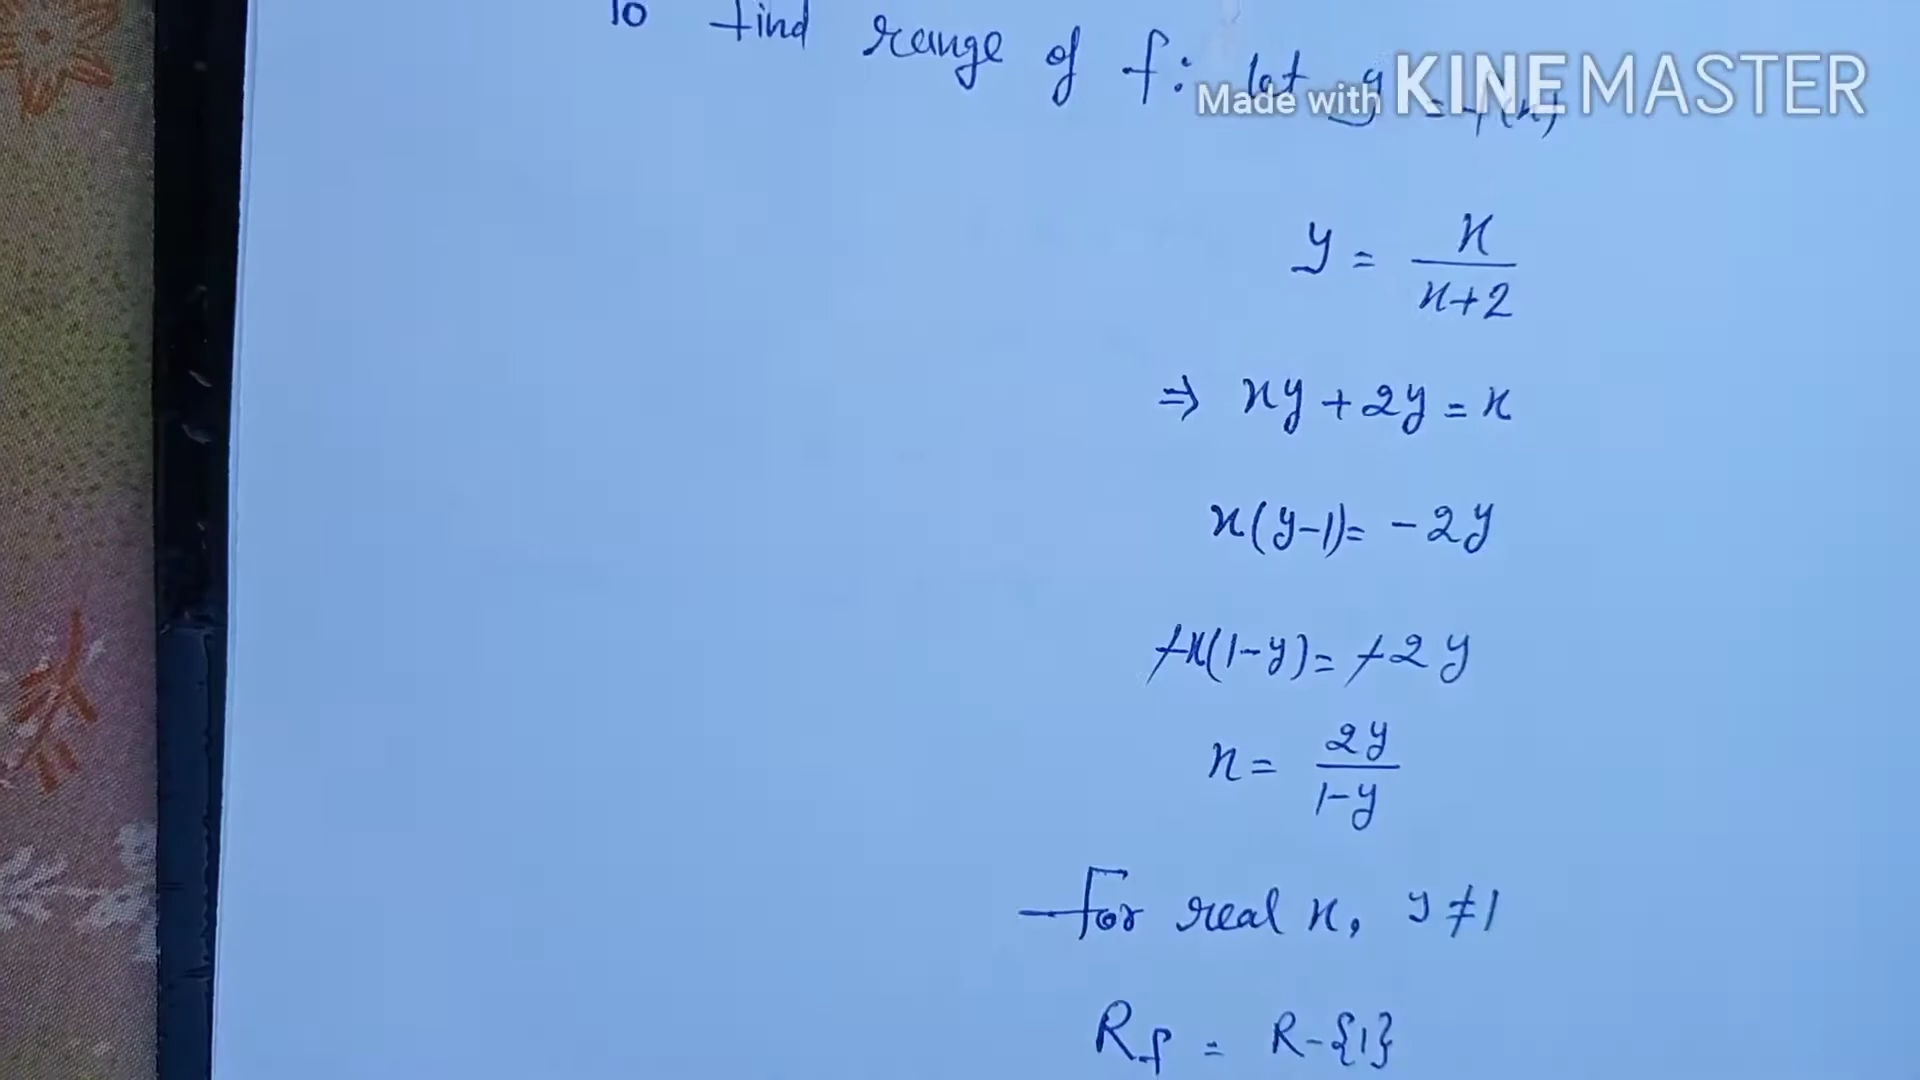 To find range of f: let y = f(x)
Made with KINEMASTER
y = x/x+2
⇒ xy + 2y = x
x(y-1) = -2y
-x(1-y) = -2y
x = 2y/1-y
For real x, y ≠ 1
Rf = R-{1}